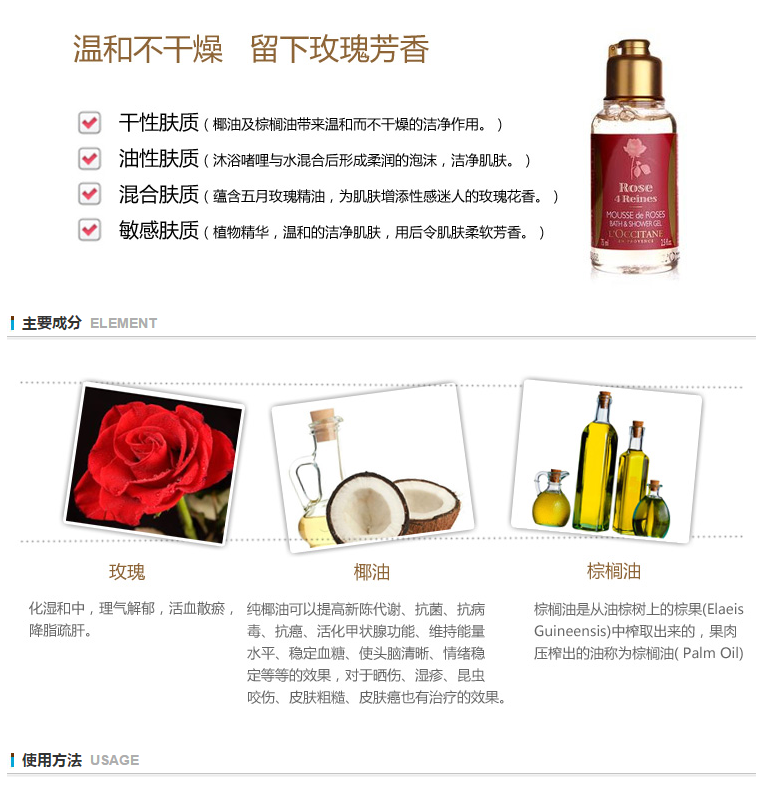 温和不干燥 留下玫瑰芳香
干性肤质（椰油及棕榈油带来温和而不干燥的洁净作用。）
油性肤质（沐浴啫哩与水混合后形成柔润的泡沫，洁净肌肤。）
混合肤质（蕴含五月玫瑰精油，为肌肤增添性感迷人的玫瑰花香。）
敏感肤质（植物精华，温和的洁净肌肤，用后令肌肤柔软芳香。）
Rose
4 Reines
MOUSSE de ROSES
BATH & SHOWER GEL
L'OCCITANE
EN PROVENCE
主要成分 ELEMENT
玫瑰
化湿和中，理气解郁，活血散瘀，
降脂疏肝。
椰油
纯椰油可以提高新陈代谢、抗菌、抗病
毒、抗癌、活化甲状腺功能、维持能量
水平、稳定血糖、使头脑清晰、情绪稳
定等等的效果，对于晒伤、湿疹、昆虫
咬伤、皮肤粗糙、皮肤癌也有治疗的效果。
棕榈油
棕榈油是从油棕树上的棕果(Elaeis
Guineensis)中榨取出来的，果肉
压榨出的油称为棕榈油( Palm Oil)
使用方法 USAGE